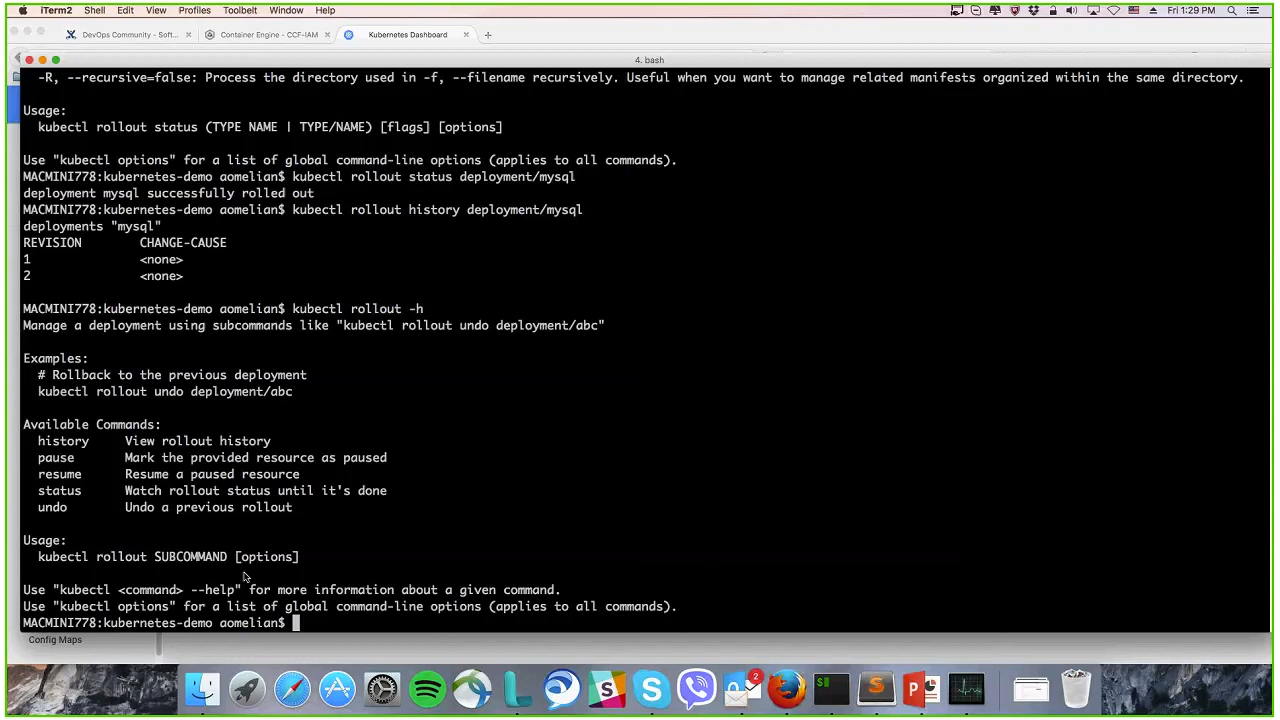 iTerm2 Shell Edit View Profiles Toolbelt Window Help Fri 1:29 PM
DevOps Community - Soft... Container Engine - CCF-IAM Kubernetes Dashboard
4. bash
-R, --recursive=false: Process the directory used in -f, --filename recursively. Useful when you want to manage related manifests organized within the same directory.
Usage:
kubectl rollout status (TYPE NAME | TYPE/NAME) [flags] [options]
Use "kubectl options" for a list of global command-line options (applies to all commands).
MACMINI778:kubernetes-demo aomelian$ kubectl rollout status deployment/mysql
deployment mysql successfully rolled out
MACMINI778:kubernetes-demo aomelian$ kubectl rollout history deployment/mysql
deployments "mysql"
REVISION CHANGE-CAUSE
1 <none>
2 <none>
MACMINI778:kubernetes-demo aomelian$ kubectl rollout -h
Manage a deployment using subcommands like "kubectl rollout undo deployment/abc"
Examples:
# Rollback to the previous deployment
kubectl rollout undo deployment/abc
Available Commands:
history View rollout history
pause Mark the provided resource as paused
resume Resume a paused resource
status Watch rollout status until it's done
undo Undo a previous rollout
Usage:
kubectl rollout SUBCOMMAND [options]
Use "kubectl <command> --help" for more information about a given command.
Use "kubectl options" for a list of global command-line options (applies to all commands).
MACMINI778:kubernetes-demo aomelian$
Config Maps
2